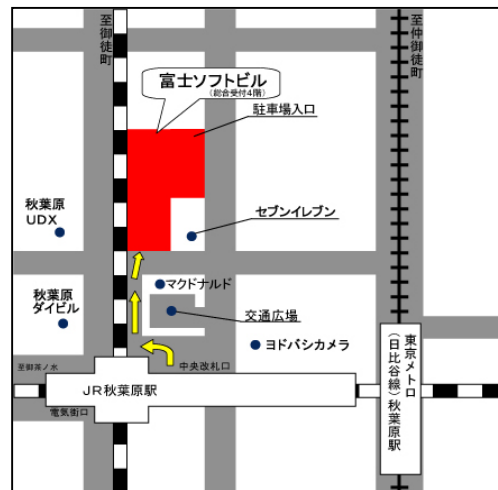 至御徒町
至仲御徒町
富士ソフトビル
（総合受付4階）
駐車場入口
秋葉原
UDX
セブンイレブン
マクドナルド
秋葉原
ダイビル
交通広場
ヨドバシカメラ
至御茶ノ水
中央改札口
JR秋葉原駅
電気街口
東京メトロ
（日比谷線）秋葉原駅